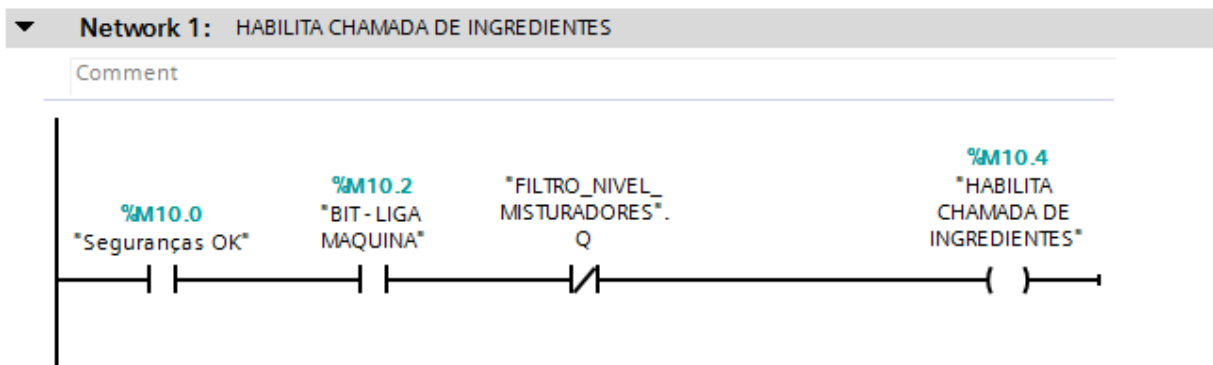 Network 1: HABILITA CHAMADA DE INGREDIENTES
Comment
%M10.0
"Seguranças OK"
%M10.2
"BIT - LIGA
MAQUINA"
"FILTRO_NIVEL_
MISTURADORES".
Q
%M10.4
"HABILITA
CHAMADA DE
INGREDIENTES"